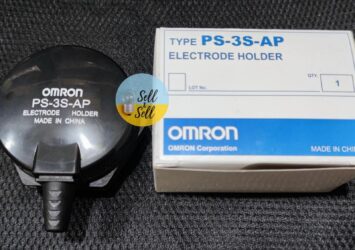 OMRON
PS-3S-AP
ELECTRODE HOLDER
MADE IN CHINA
Sell
&
Sell
TYPE PS-3S-AP
ELECTRODE HOLDER
LOT No.
QTY.
1
OMRON
OMRON Corporation
MADE IN CHINA